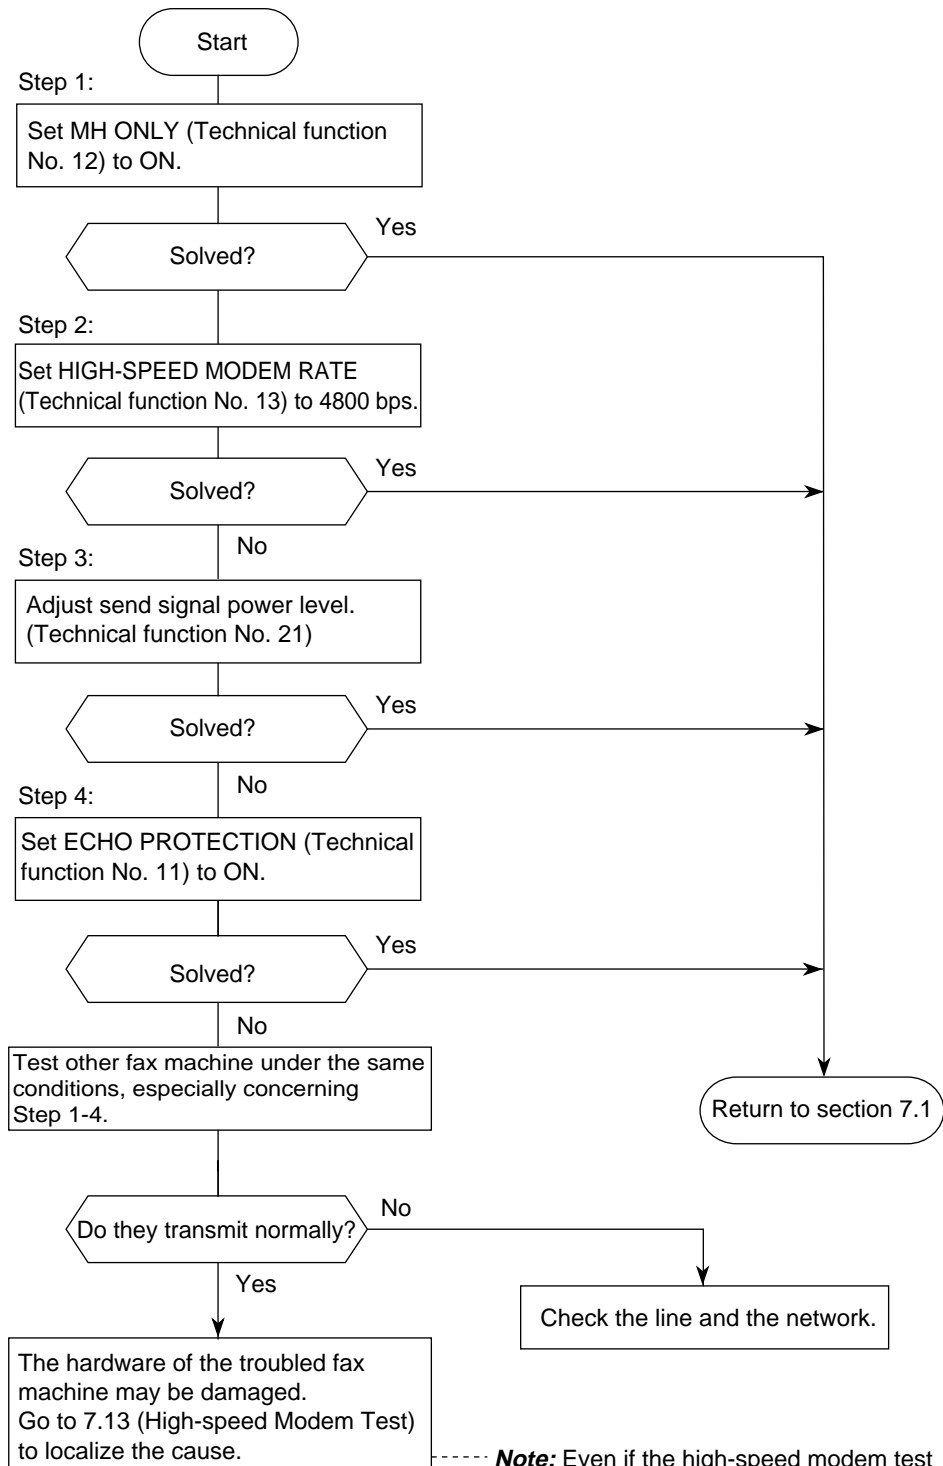 Start
Step 1:
Set MH ONLY (Technical function
No. 12) to ON.
Yes
Solved?
Step 2:
Set HIGH-SPEED MODEM RATE
(Technical function No. 13) to 4800 bps.
Yes
Solved?
No
Step 3:
Adjust send signal power level.
(Technical function No. 21)
Yes
Solved?
No
Step 4:
Set ECHO PROTECTION (Technical
function No. 11) to ON.
Yes
Solved?
No
Test other fax machine under the same
conditions, especially concerning
Step 1-4.
Return to section 7.1
No
Do they transmit normally?
Yes
Check the line and the network.
The hardware of the troubled fax
machine may be damaged.
Go to 7.13 (High-speed Modem Test)
to localize the cause.
Note: Even if the high-speed modem test